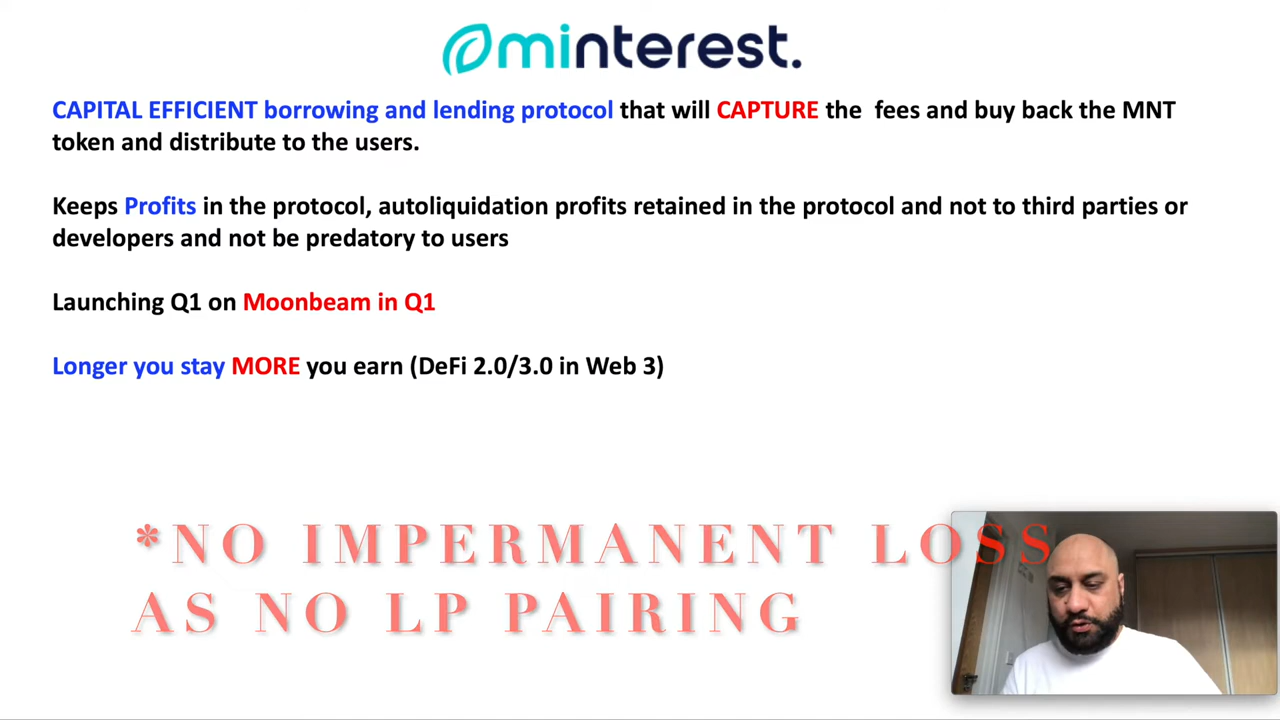 minterest.
CAPITAL EFFICIENT borrowing and lending protocol that will CAPTURE the fees and buy back the MNT
token and distribute to the users.
Keeps Profits in the protocol, autoliquidation profits retained in the protocol and not to third parties or
developers and not be predatory to users
Launching Q1 on Moonbeam in Q1
Longer you stay MORE you earn (DeFi 2.0/3.0 in Web 3)
*NO IMPERMANENT LOSS
AS NO LP PAIRING